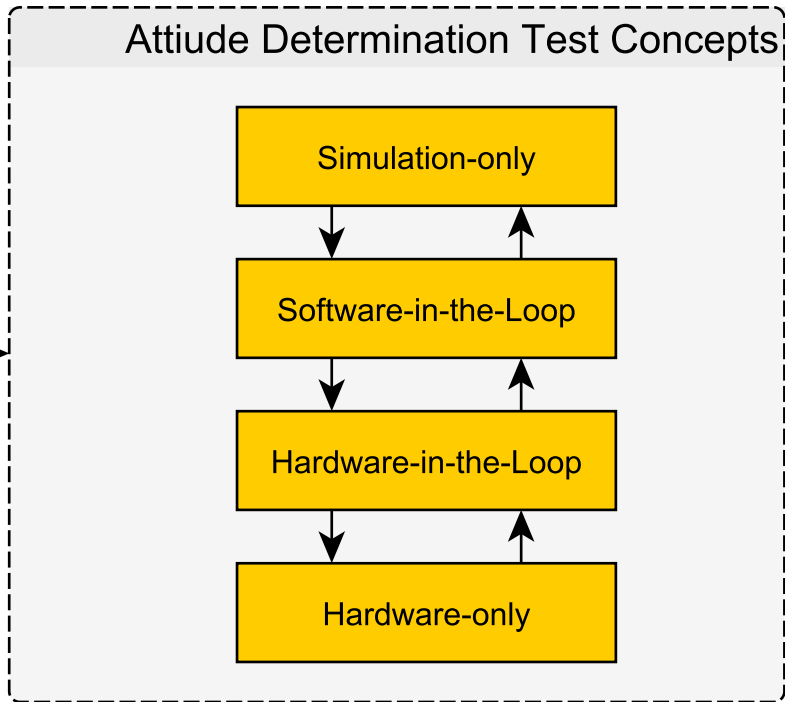 Attiude Determination Test Concepts
Simulation-only
Software-in-the-Loop
Hardware-in-the-Loop
Hardware-only